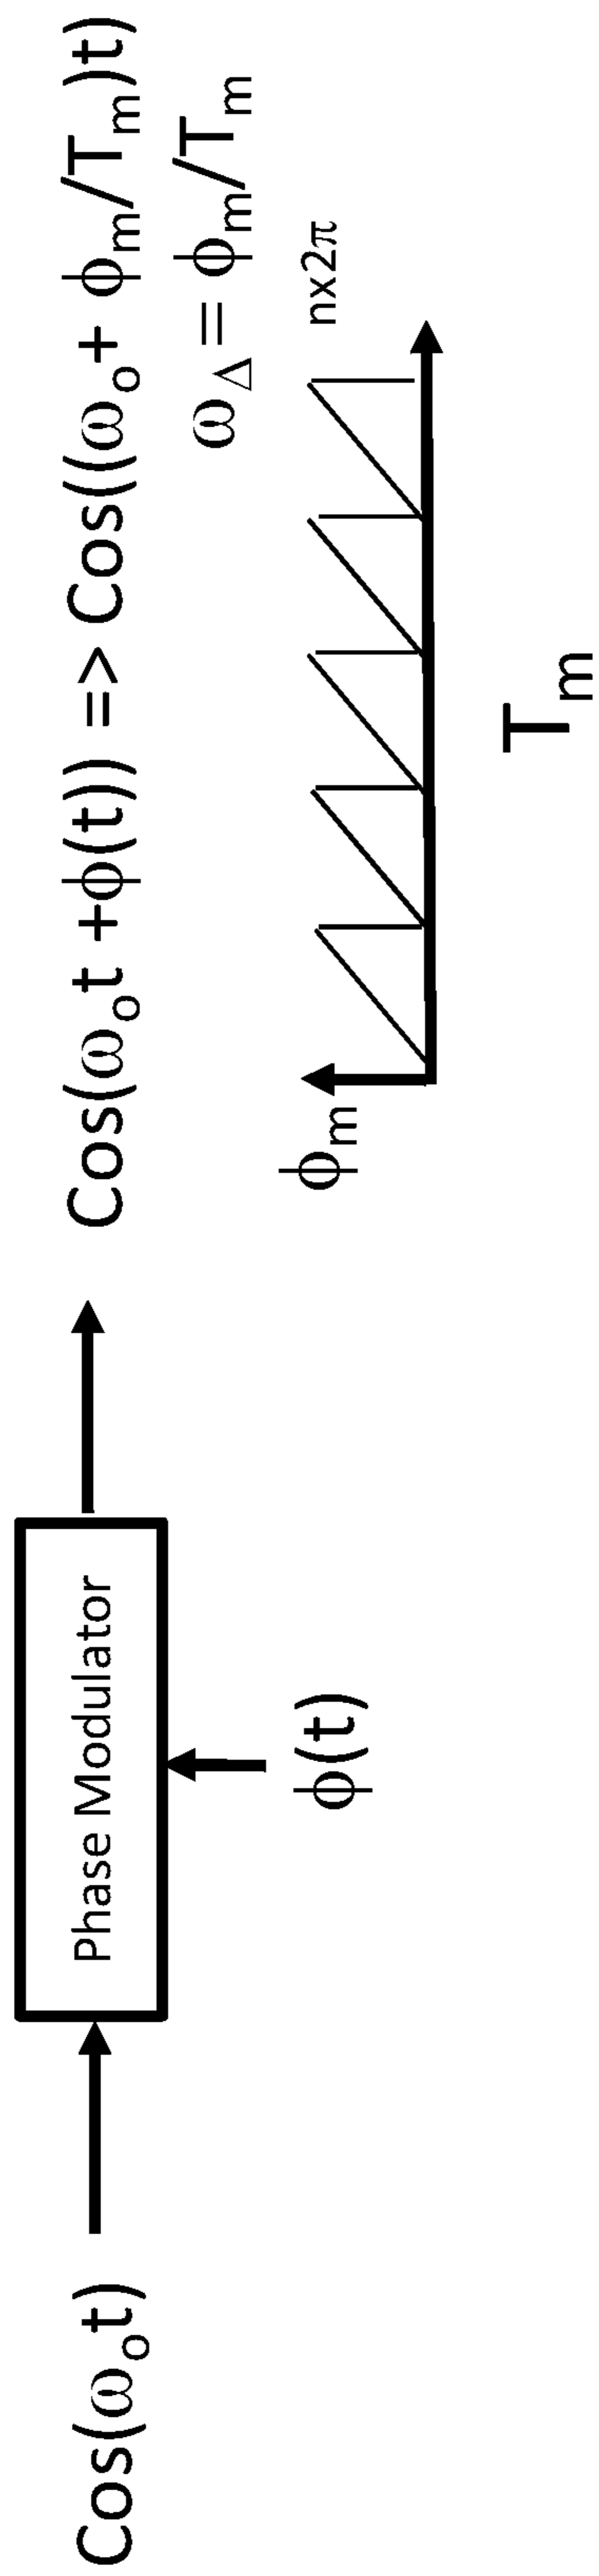 Cos(ω₀t)
Phase Modulator
ϕ(t)
Cos(ω₀t +ϕ(t)) => Cos((ω₀+ ϕₘ/Tₘ)t)
ω_Δ = ϕₘ/Tₘ
nx2π
ϕₘ
Tₘ